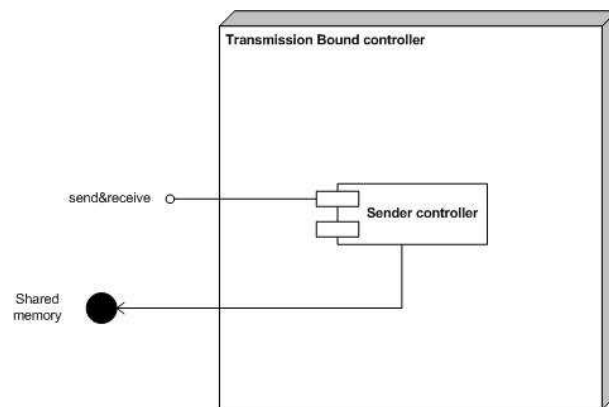 Transmission Bound controller
send&receive
Sender controller
Shared
memory